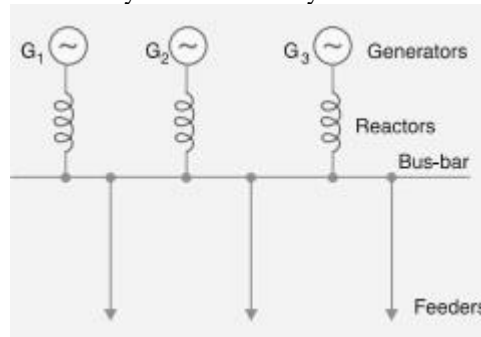 G1 ~ G2 ~ G3 ~ Generators
Reactors
Bus-bar
Feeders